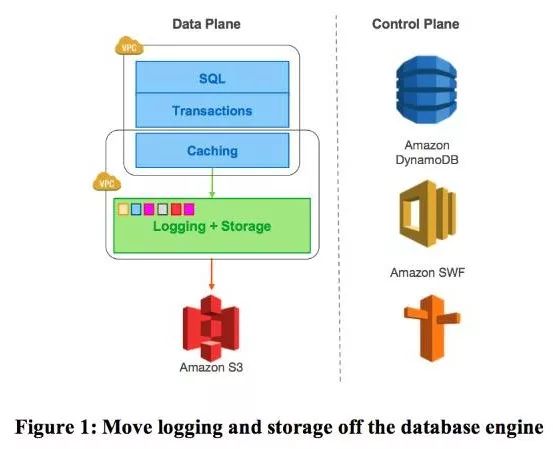 Data Plane
Control Plane
VPC
SQL
Transactions
Caching
VPC
Logging + Storage
Amazon S3
Amazon
DynamoDB
Amazon SWF
Figure 1: Move logging and storage off the database engine